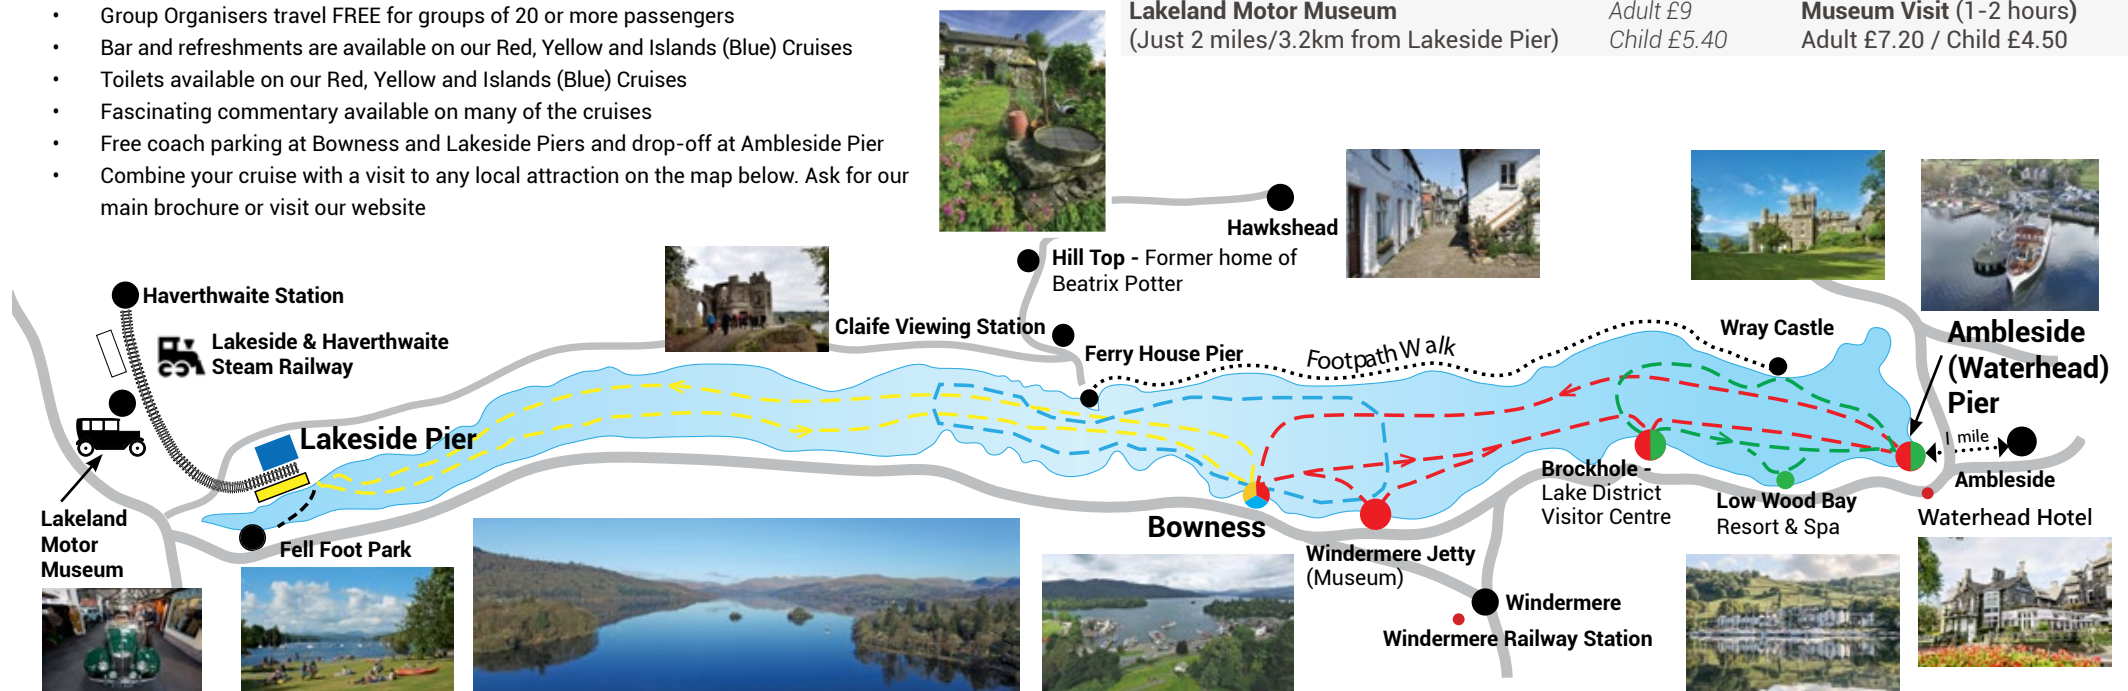 • Group Organisers travel FREE for groups of 20 or more passengers
• Bar and refreshments are available on our Red, Yellow and Islands (Blue) Cruises
• Toilets available on our Red, Yellow and Islands (Blue) Cruises
• Fascinating commentary available on many of the cruises
• Free coach parking at Bowness and Lakeside Piers and drop-off at Ambleside Pier
• Combine your cruise with a visit to any local attraction on the map below. Ask for our
main brochure or visit our website
Lakeland Motor Museum Adult £9 Museum Visit (1-2 hours)
(Just 2 miles/3.2km from Lakeside Pier) Child £5.40 Adult £7.20 / Child £4.50
Hawkshead
Hill Top - Former home of
Beatrix Potter
Haverthwaite Station
Lakeside & Haverthwaite
Steam Railway
Claife Viewing Station
Ferry House Pier
Footpath Walk
Wray Castle
Ambleside
(Waterhead)
Pier
Lakeside Pier
1 mile
Ambleside
Brockhole -
Lake District
Visitor Centre
Low Wood Bay
Resort & Spa
Waterhead Hotel
Bowness
Lakeland
Motor
Museum
Fell Foot Park
Windermere Jetty
(Museum)
Windermere
Windermere Railway Station